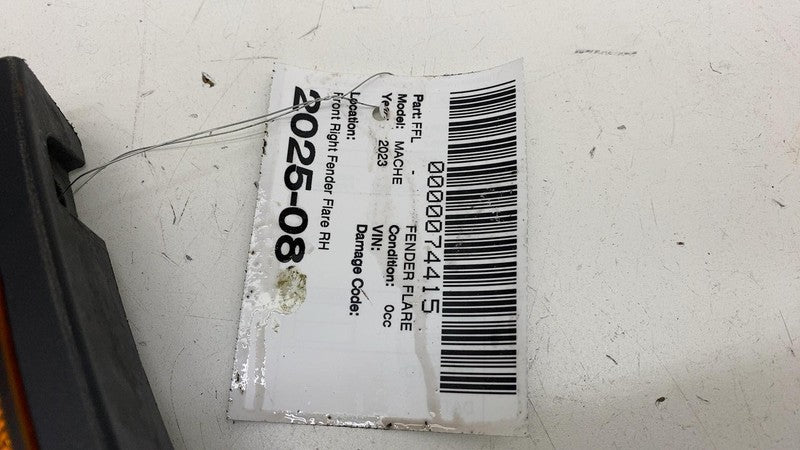 0000074415
Part: FFL - FENDER FLARE
Model: MACHE Condition: 0cc
Year: 2023 VIN:
Location: Damage Code:
Front Right Fender Flare RH
2025-08